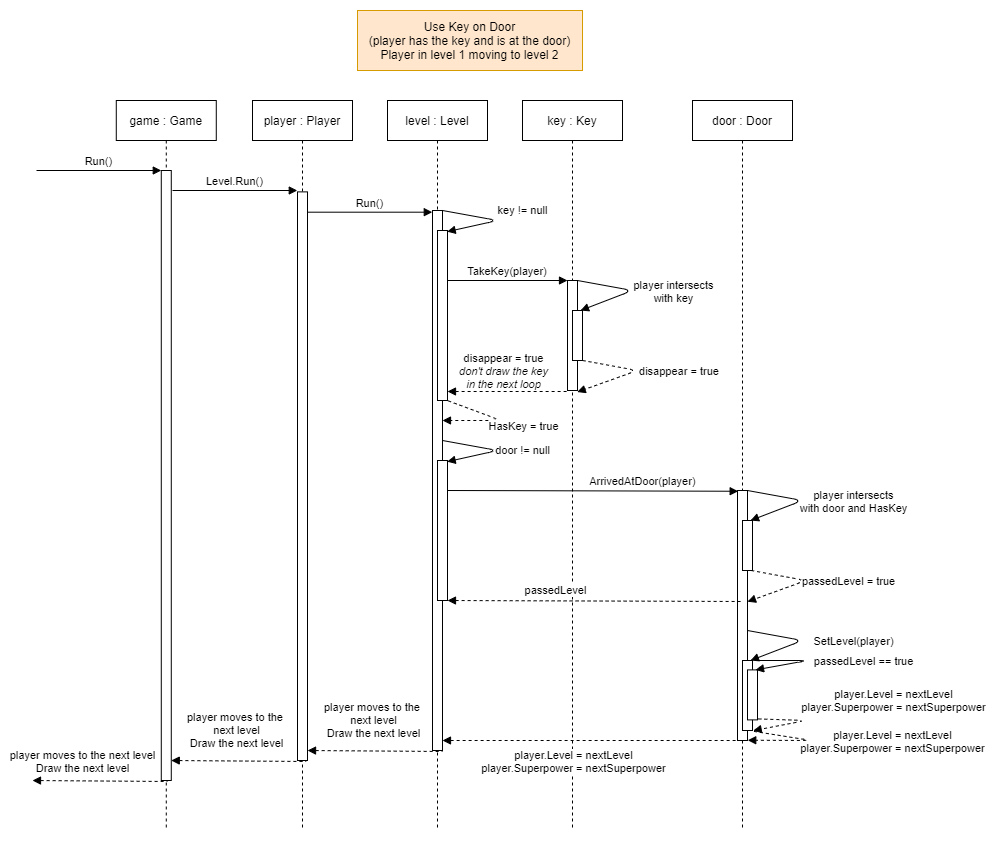 Use Key on Door
(player has the key and is at the door)
Player in level 1 moving to level 2
game : Game
player : Player
level : Level
key : Key
door : Door
Run()
Level.Run()
Run()
key != null
TakeKey(player)
player intersects
with key
disappear = true
don't draw the key
in the next loop
disappear = true
HasKey = true
door != null
ArrivedAtDoor(player)
player intersects
with door and HasKey
passedLevel = true
passedLevel
SetLevel(player)
passedLevel == true
player.Level = nextLevel
player.Superpower = nextSuperpower
player.Level = nextLevel
player.Superpower = nextSuperpower
player.Level = nextLevel
player.Superpower = nextSuperpower
player moves to the
next level
Draw the next level
player moves to the
next level
Draw the next level
player moves to the next level
Draw the next level